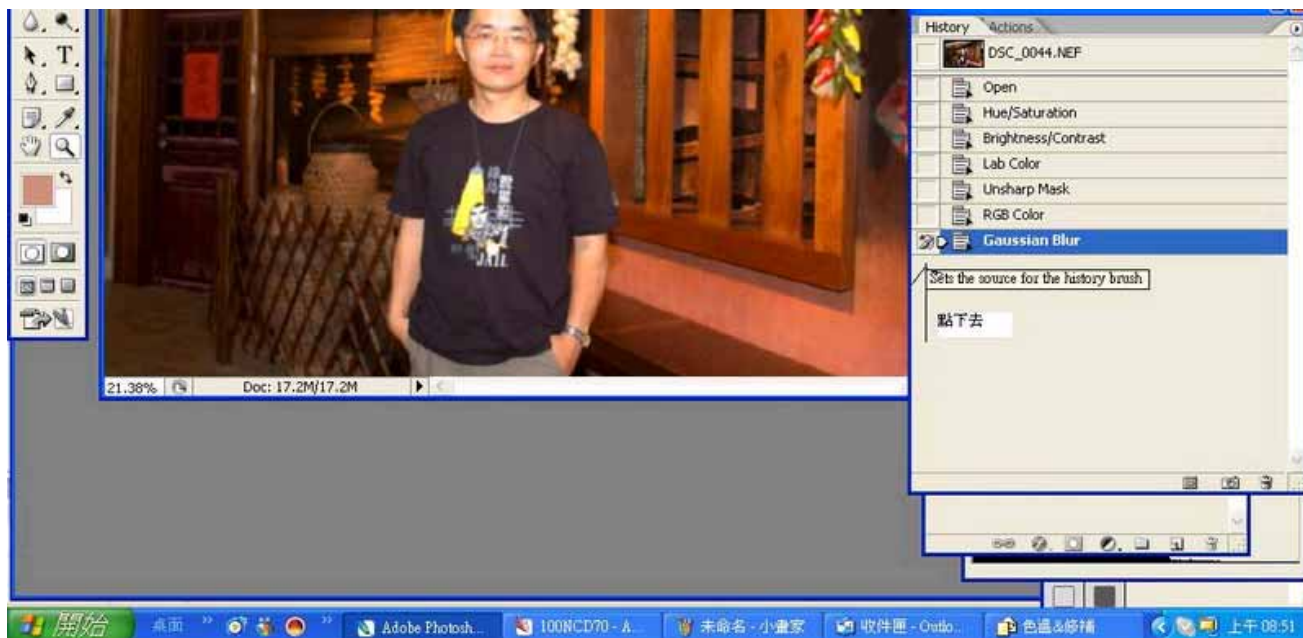 History
Actions
DSC_0044.NEF
Open
Hue/Saturation
Brightness/Contrast
Lab Color
Unsharp Mask
RGB Color
Gaussian Blur
Sets the source for the history brush
點下去
T
JAIL
21.38%
Doc: 17.2M/17.2M
開始
桌面
Adobe Photosh...
100NCD70 - A...
未命名 - 小畫家
收件匣 - Outlo...
色溫&修補
上午 08:51